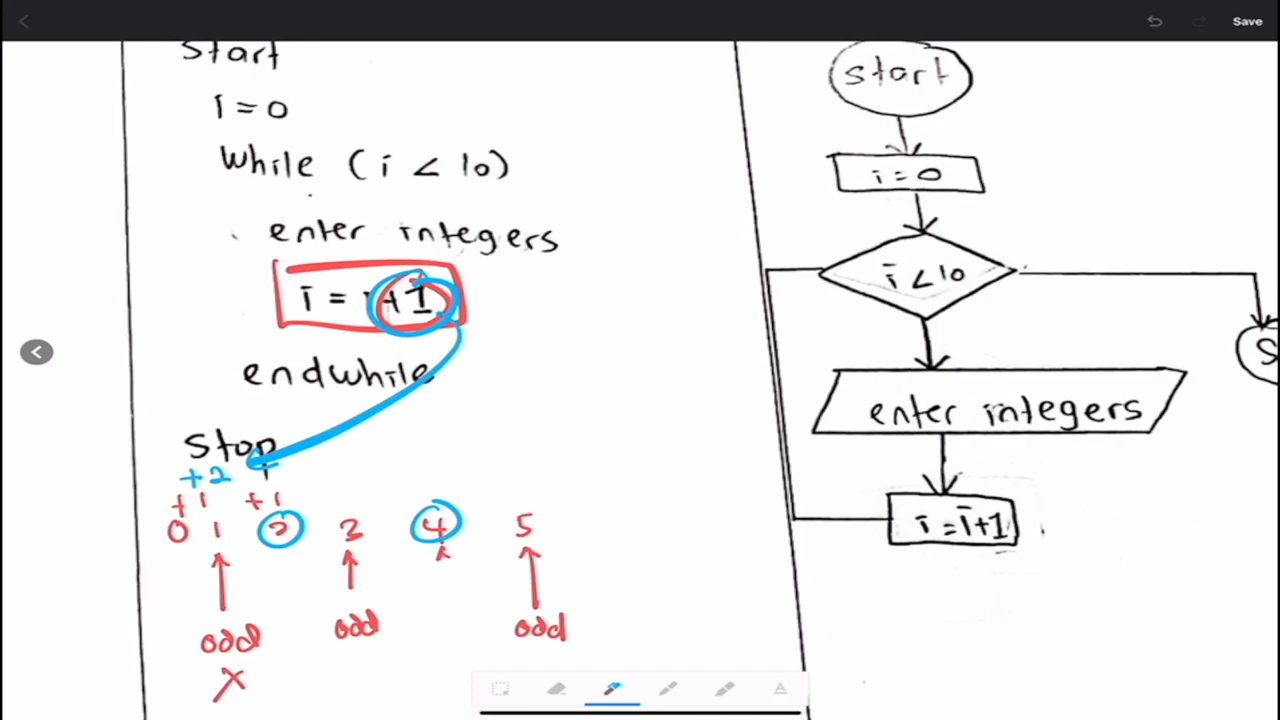 Save
Start
i = 0
While (i < 10)
enter integers
i = i+1
endwhile
Stop
+2
+1 +1
0 1 2 3 4 5
odd odd odd
X
start
i = 0
i < 10
S
enter integers
i = i+1
A